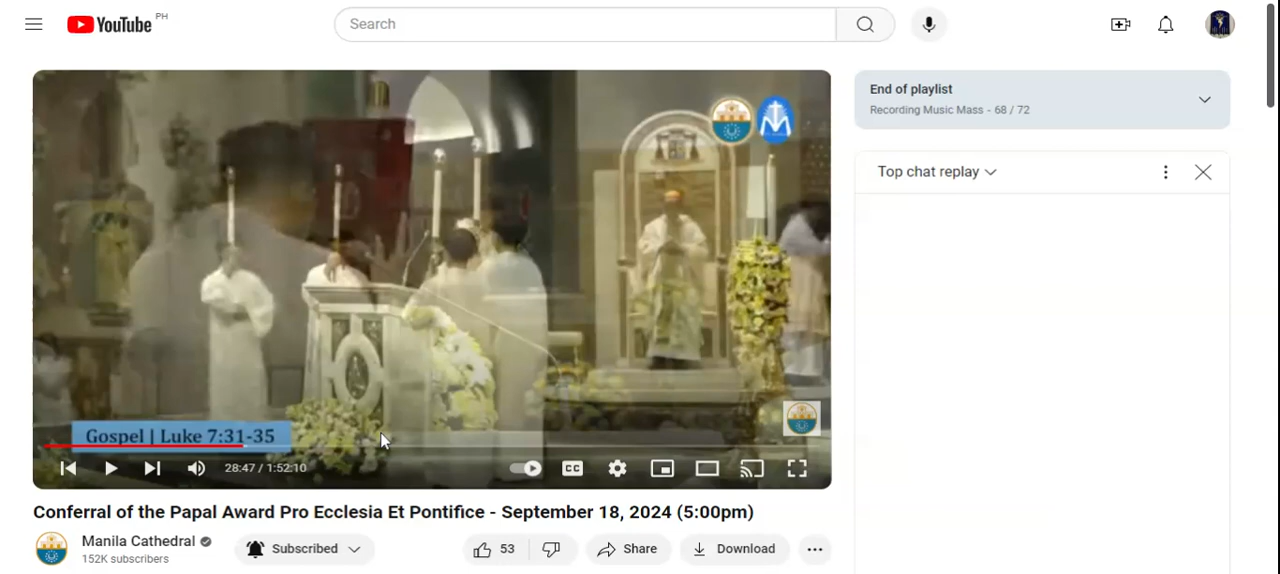 YouTube PH
Search
End of playlist
Recording Music Mass - 68 / 72
Top chat replay
Gospel | Luke 7:31-35
28:47 / 1:52:10
CC
Conferral of the Papal Award Pro Ecclesia Et Pontifice - September 18, 2024 (5:00pm)
Manila Cathedral
152K subscribers
Subscribed
53
Share
Download